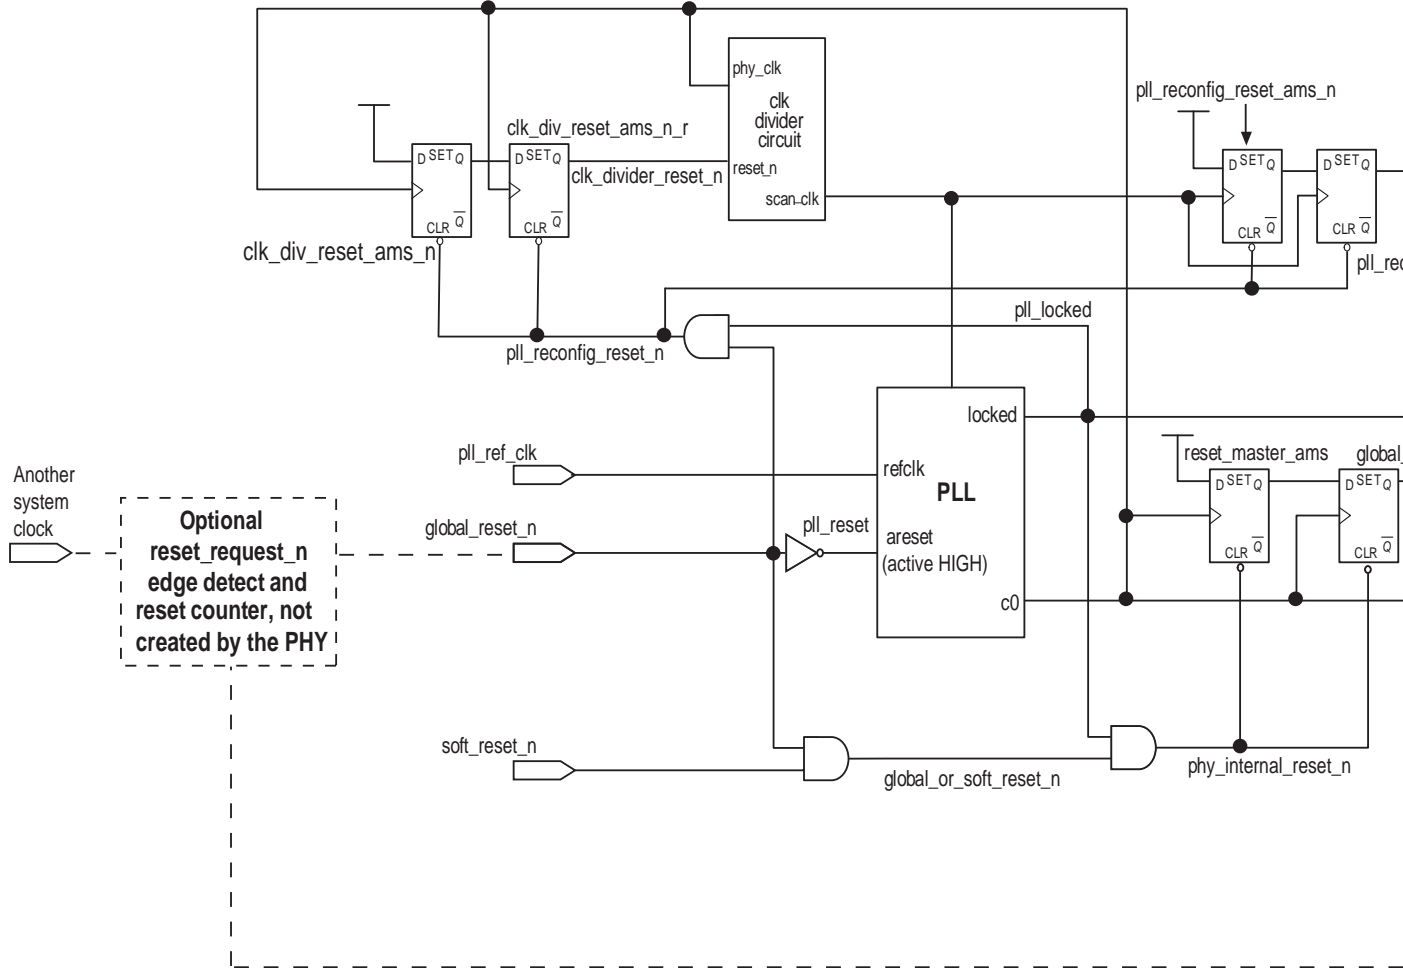 phy_clk
clk
divider
circuit
reset_n
scan_clk
pll_reconfig_reset_ams_n
clk_div_reset_ams_n_r
clk_divider_reset_n
D SET Q
CLR Q
D SET Q
CLR Q
clk_div_reset_ams_n
D SET Q
CLR Q
D SET Q
CLR Q
pll_rec
pll_locked
pll_reconfig_reset_n
locked
pll_ref_clk
refclk
PLL
reset_master_ams
global_
Another
system
clock
Optional
reset_request_n
edge detect and
reset counter, not
created by the PHY
global_reset_n
pll_reset
areset
(active HIGH)
c0
D SET Q
CLR Q
D SET Q
CLR Q
soft_reset_n
global_or_soft_reset_n
phy_internal_reset_n